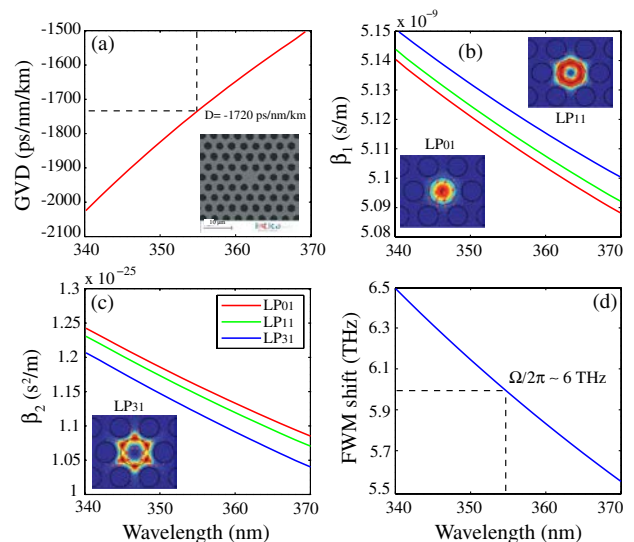 (a)
GVD (ps/nm/km)
-1500
-1600
-1700
-1800
-1900
-2000
-2100
340
350
360
370
D= -1720 ps/nm/km
10 μm
(b)
x 10⁻⁹
β₁ (s/m)
5.15
5.14
5.13
5.12
5.11
5.1
5.09
5.08
340
350
360
370
LP₁₁
LP₀₁
(c)
x 10⁻²⁵
β₂ (s²/m)
1.3
1.25
1.2
1.15
1.1
1.05
1
340
350
360
370
Wavelength (nm)
LP₀₁
LP₁₁
LP₃₁
LP₃₁
(d)
FWM shift (THz)
6.5
6.3
6.1
5.9
5.7
5.5
340
350
360
370
Wavelength (nm)
Ω/2π ~ 6 THz